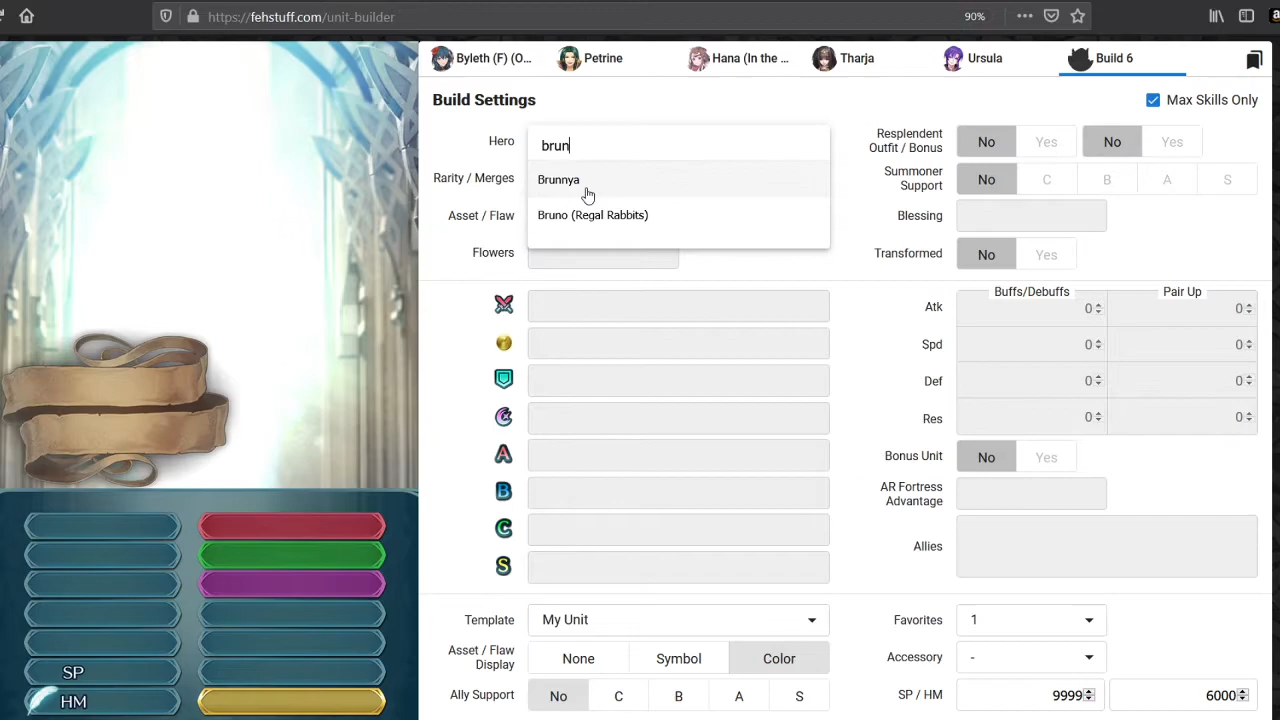 https://fehstuff.com/unit-builder
90%
Byleth (F) (O...
Petrine
Hana (In the ...
Tharja
Ursula
Build 6
Build Settings
Max Skills Only
Hero
brun
Brunnya
Bruno (Regal Rabbits)
Rarity / Merges
Asset / Flaw
Flowers
Resplendent
Outfit / Bonus
No
Yes
No
Yes
Summoner
Support
No
C
B
A
S
Blessing
Transformed
No
Yes
A
B
C
S
Buffs/Debuffs
Pair Up
Atk
0
0
Spd
0
0
Def
0
0
Res
0
0
Bonus Unit
No
Yes
AR Fortress
Advantage
Allies
Template
My Unit
Favorites
1
Asset / Flaw
Display
None
Symbol
Color
Accessory
-
Ally Support
No
C
B
A
S
SP / HM
9999
6000
SP
HM